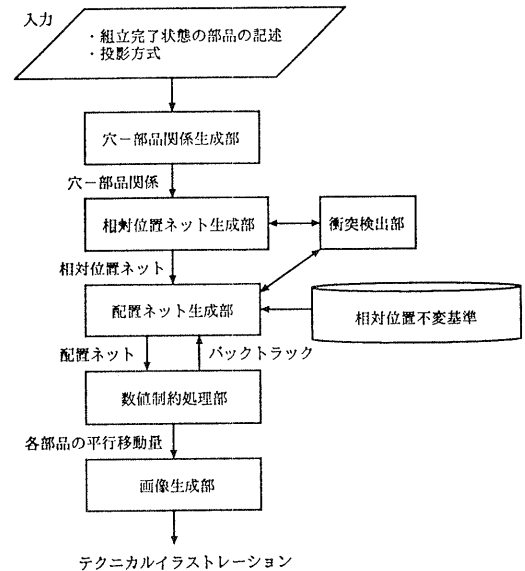 入力
・組立完了状態の部品の記述
・投影方式
穴－部品関係生成部
穴－部品関係
相対位置ネット生成部
衝突検出部
相対位置ネット
配置ネット生成部
相対位置不変基準
配置ネット
バックトラック
数値制約処理部
各部品の平行移動量
画像生成部
テクニカルイラストレーション